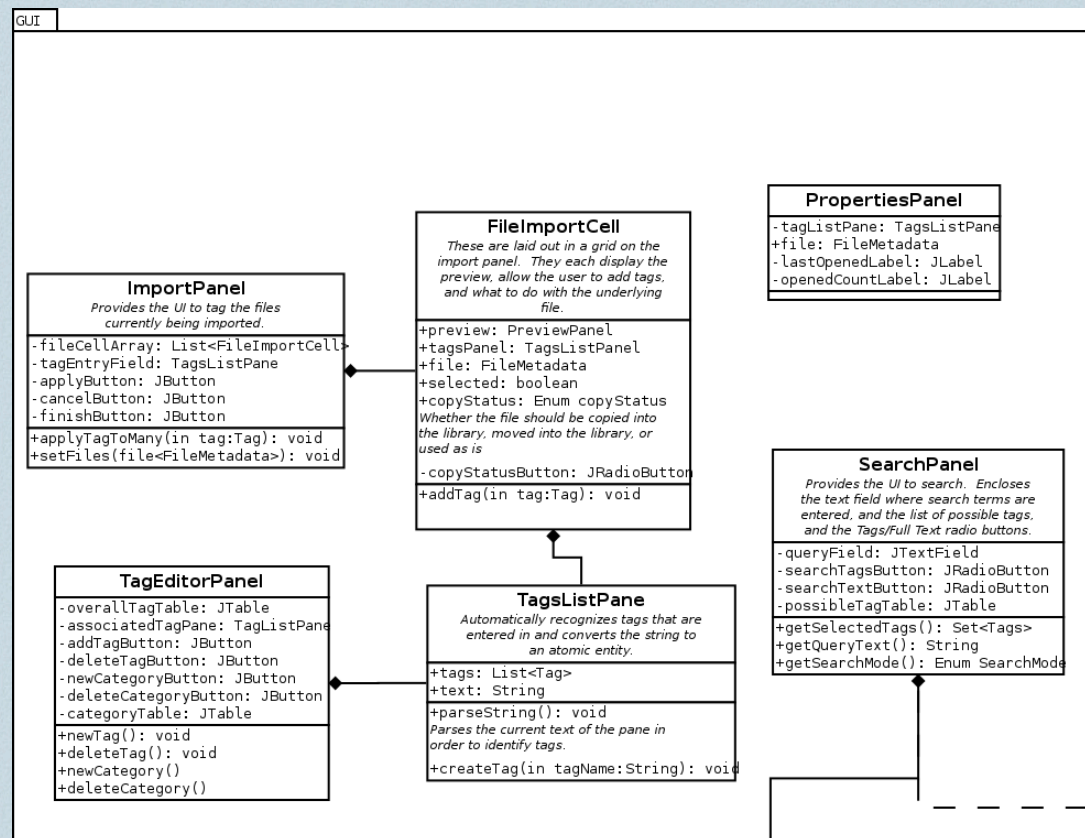 GUI
ImportPanel
Provides the UI to tag the files
currently being imported.
-fileCellArray: List<FileImportCell>
-tagEntryField: TagsListPane
-applyButton: JButton
-cancelButton: JButton
-finishButton: JButton
+applyTagToMany(in tag:Tag): void
+setFiles(file<FileMetadata>): void
FileImportCell
These are laid out in a grid on the
import panel. They each display the
preview, allow the user to add tags,
and what to do with the underlying
file.
+preview: PreviewPanel
+tagsPanel: TagsListPanel
+file: FileMetadata
+selected: boolean
+copyStatus: Enum copyStatus
Whether the file should be copied into
the library, moved into the library, or
used as is
-copyStatusButton: JRadioButton
+addTag(in tag:Tag): void
PropertiesPanel
-tagListPane: TagsListPane
+file: FileMetadata
-lastOpenedLabel: JLabel
-openedCountLabel: JLabel
TagEditorPanel
-overallTagTable: JTable
-associatedTagPane: TagListPane
-addTagButton: JButton
-deleteTagButton: JButton
-newCategoryButton: JButton
-deleteCategoryButton: JButton
-categoryTable: JTable
+newTag(): void
+deleteTag(): void
+newCategory()
+deleteCategory()
TagsListPane
Automatically recognizes tags that are
entered in and converts the string to
an atomic entity.
+tags: List<Tag>
+text: String
+parseString(): void
Parses the current text of the pane in
order to identify tags.
+createTag(in tagName:String): void
SearchPanel
Provides the UI to search. Encloses
the text field where search terms are
entered, and the list of possible tags,
and the Tags/Full Text radio buttons.
-queryField: JTextField
-searchTagsButton: JRadioButton
-searchTextButton: JRadioButton
-possibleTagTable: JTable
+getSelectedTags(): Set<Tags>
+getQueryText(): String
+getSearchMode(): Enum SearchMode